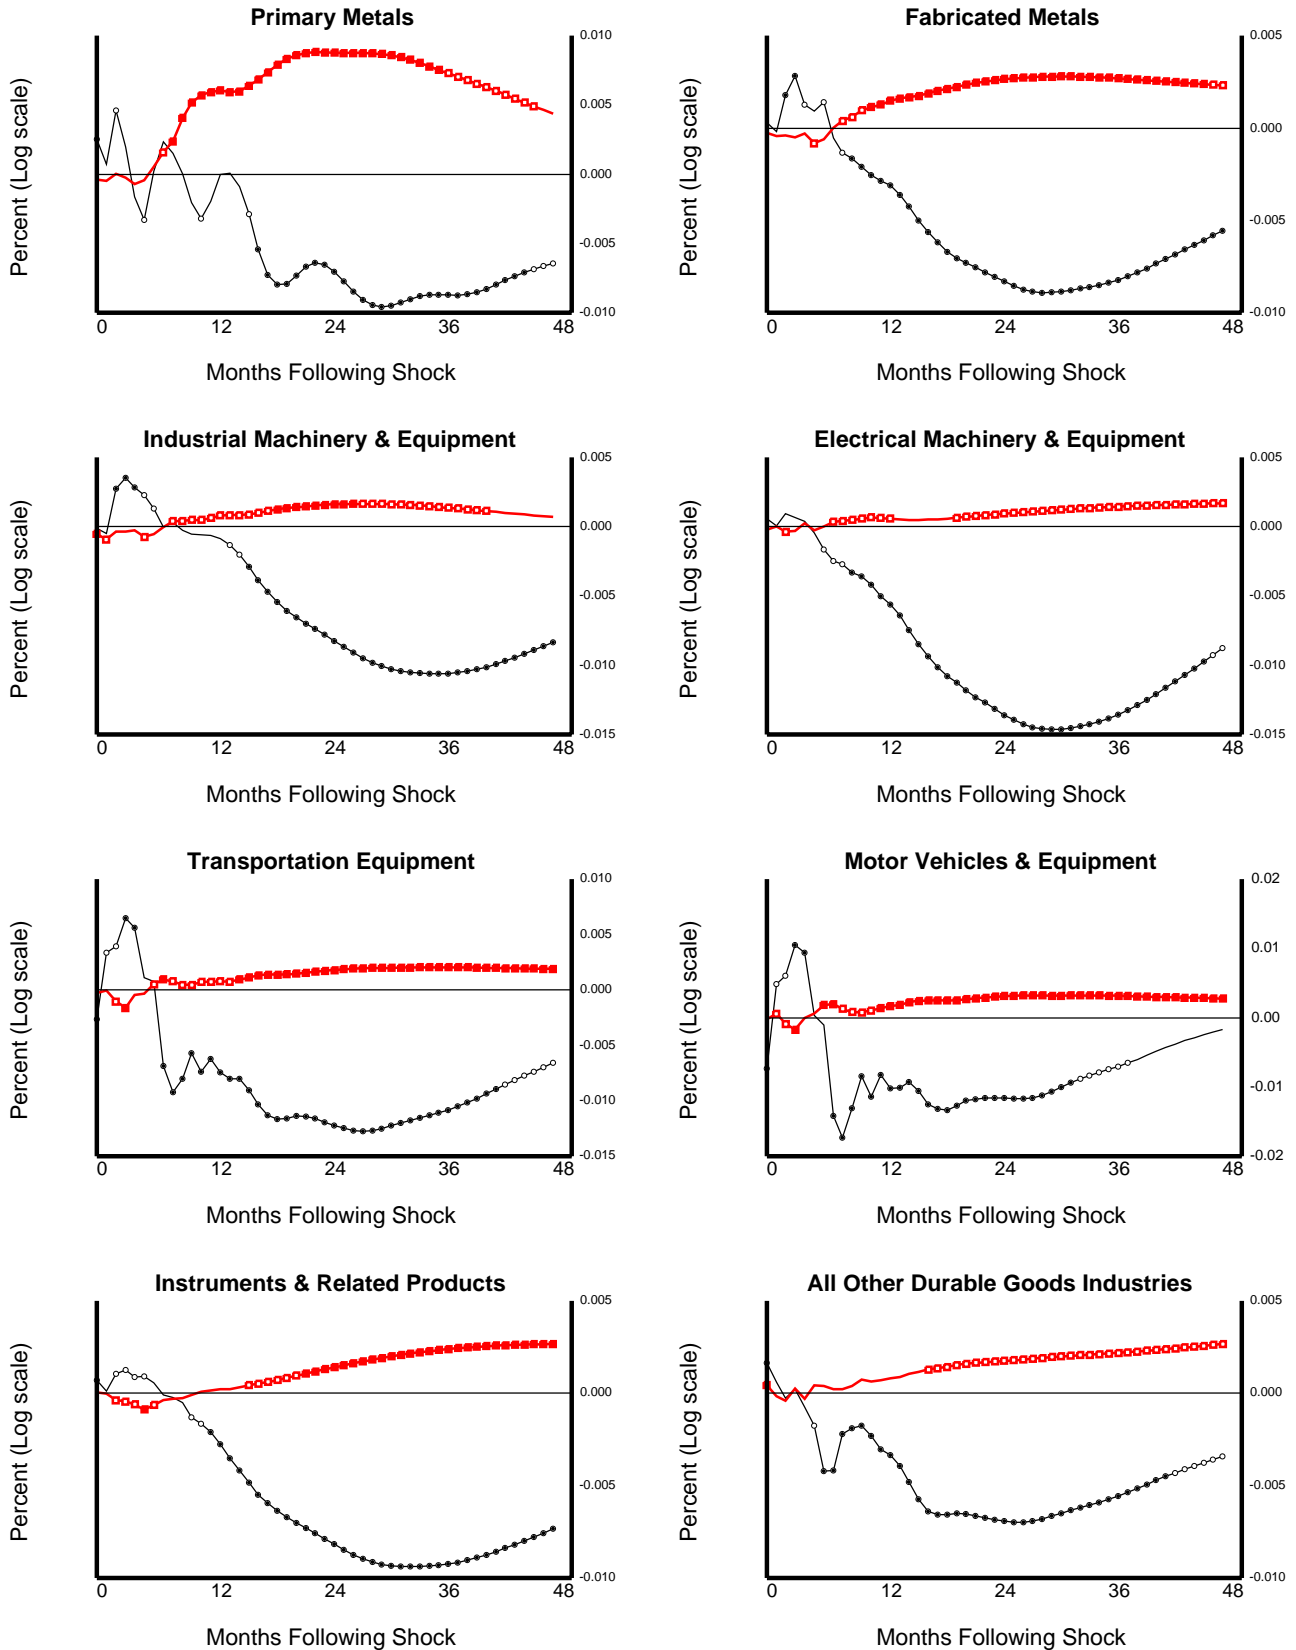 Primary Metals
Percent (Log scale)
0.010
0.005
0.000
-0.005
-0.010
0 12 24 36 48
Months Following Shock
Fabricated Metals
Percent (Log scale)
0.005
0.000
-0.005
-0.010
0 12 24 36 48
Months Following Shock
Industrial Machinery & Equipment
Percent (Log scale)
0.005
0.000
-0.005
-0.010
-0.015
0 12 24 36 48
Months Following Shock
Electrical Machinery & Equipment
Percent (Log scale)
0.005
0.000
-0.005
-0.010
-0.015
0 12 24 36 48
Months Following Shock
Transportation Equipment
Percent (Log scale)
0.010
0.005
0.000
-0.005
-0.010
-0.015
0 12 24 36 48
Months Following Shock
Motor Vehicles & Equipment
Percent (Log scale)
0.02
0.01
0.00
-0.01
-0.02
0 12 24 36 48
Months Following Shock
Instruments & Related Products
Percent (Log scale)
0.005
0.000
-0.005
-0.010
0 12 24 36 48
Months Following Shock
All Other Durable Goods Industries
Percent (Log scale)
0.005
0.000
-0.005
-0.010
0 12 24 36 48
Months Following Shock